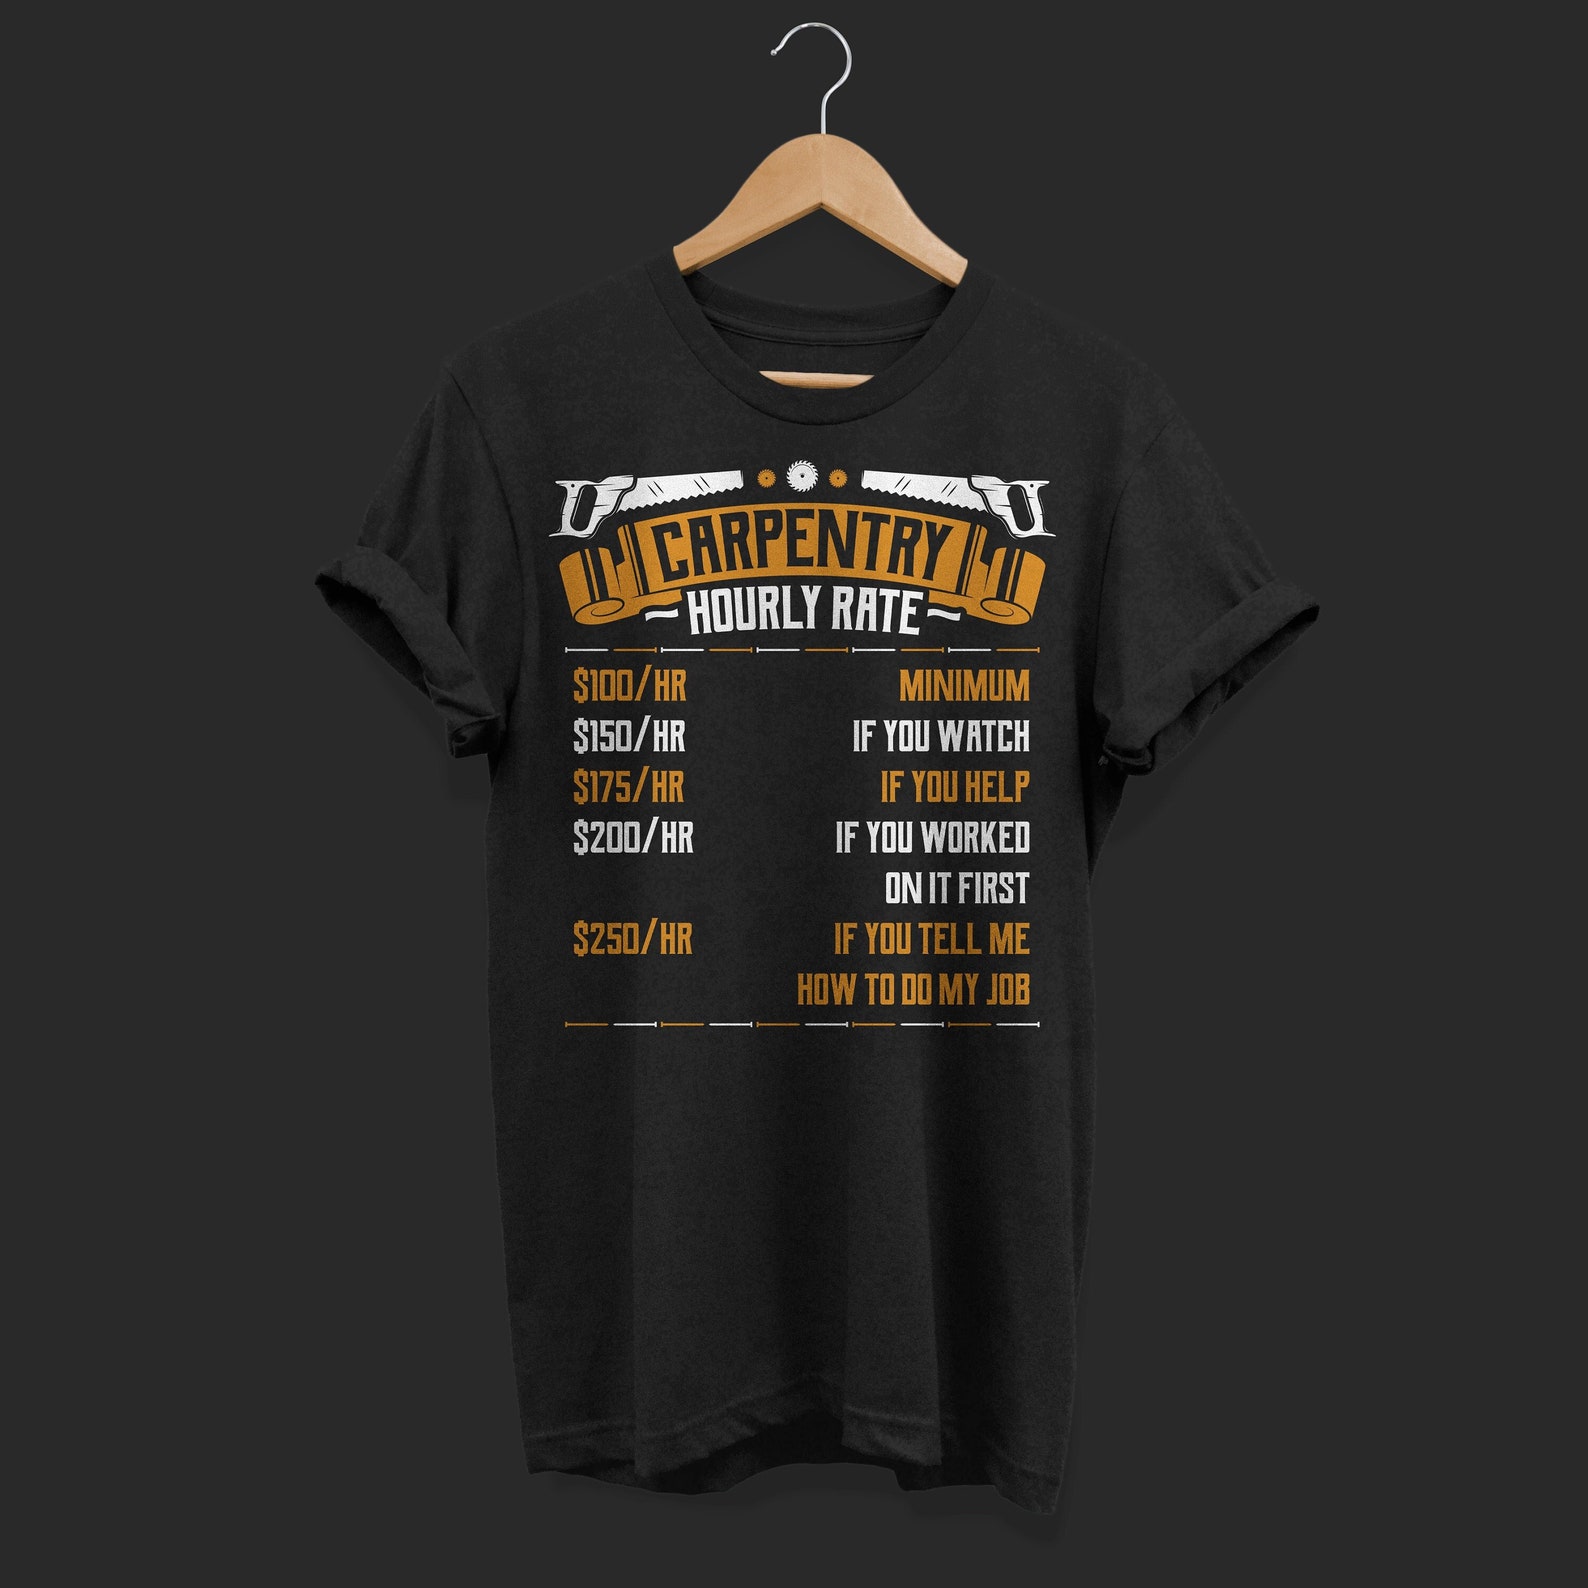 CARPENTRY
~HOURLY RATE~
$100/HR MINIMUM
$150/HR IF YOU WATCH
$175/HR IF YOU HELP
$200/HR IF YOU WORKED
ON IT FIRST
$250/HR IF YOU TELL ME
HOW TO DO MY JOB